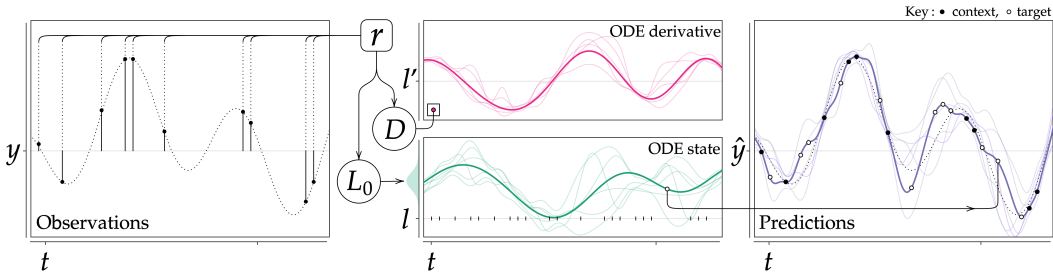 Key : • context, ◦ target
r
ODE derivative
l′
D
y
ŷ
ODE state
L₀
Observations
l
Predictions
t
t
t